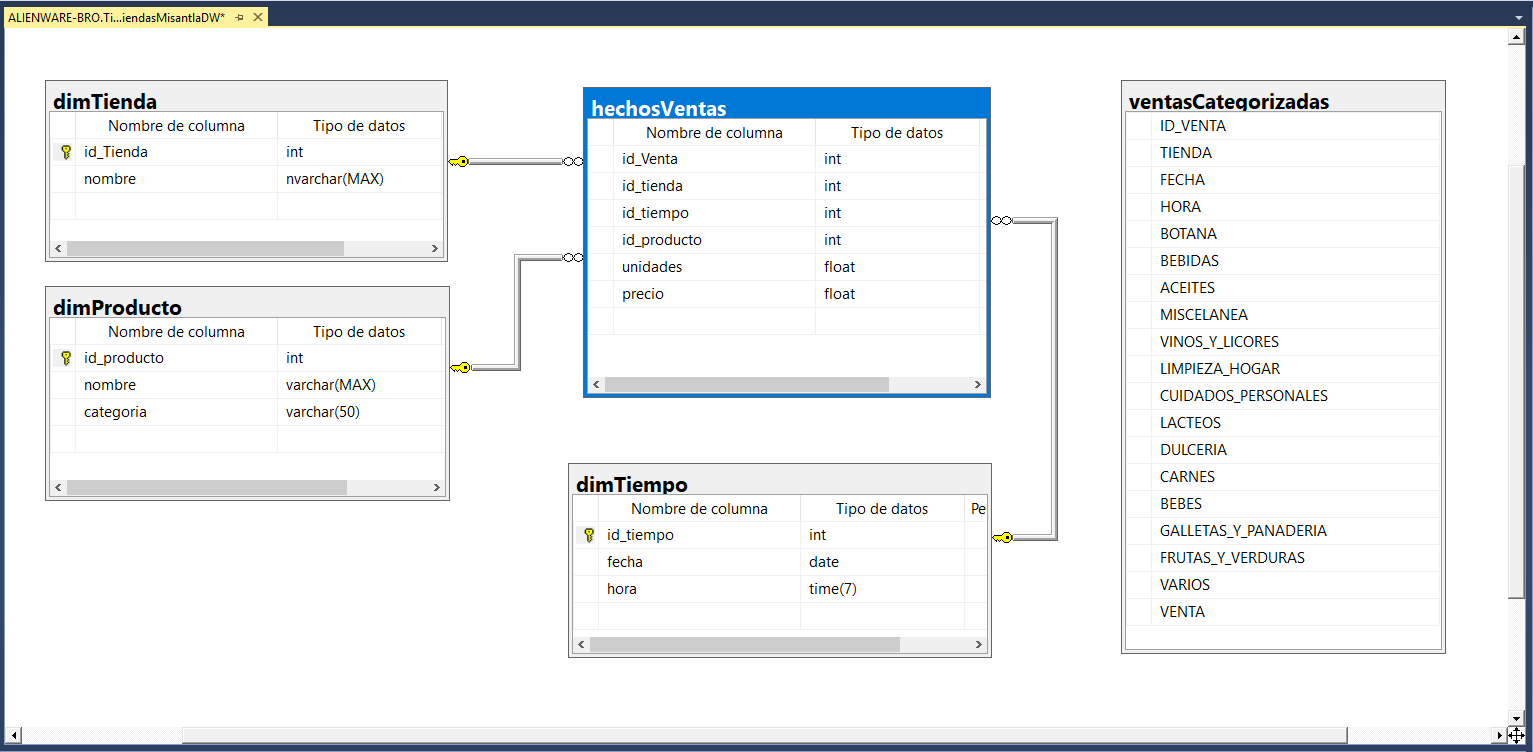 ALIENWARE-BRO.Ti...iendasMisantlaDW*
dimTienda
Nombre de columna Tipo de datos
id_Tienda int
nombre nvarchar(MAX)
dimProducto
Nombre de columna Tipo de datos
id_producto int
nombre varchar(MAX)
categoria varchar(50)
hechosVentas
Nombre de columna Tipo de datos
id_Venta int
id_tienda int
id_tiempo int
id_producto int
unidades float
precio float
dimTiempo
Nombre de columna Tipo de datos Pe
id_tiempo int
fecha date
hora time(7)
ventasCategorizadas
ID_VENTA
TIENDA
FECHA
HORA
BOTANA
BEBIDAS
ACEITES
MISCELANEA
VINOS_Y_LICORES
LIMPIEZA_HOGAR
CUIDADOS_PERSONALES
LACTEOS
DULCERIA
CARNES
BEBES
GALLETAS_Y_PANADERIA
FRUTAS_Y_VERDURAS
VARIOS
VENTA